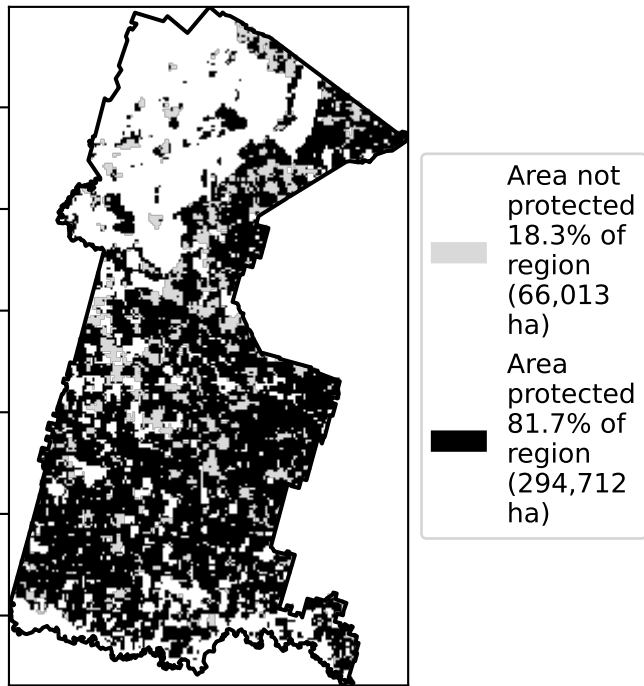 Area not
protected
18.3% of
region
(66,013
ha)
Area
protected
81.7% of
region
(294,712
ha)